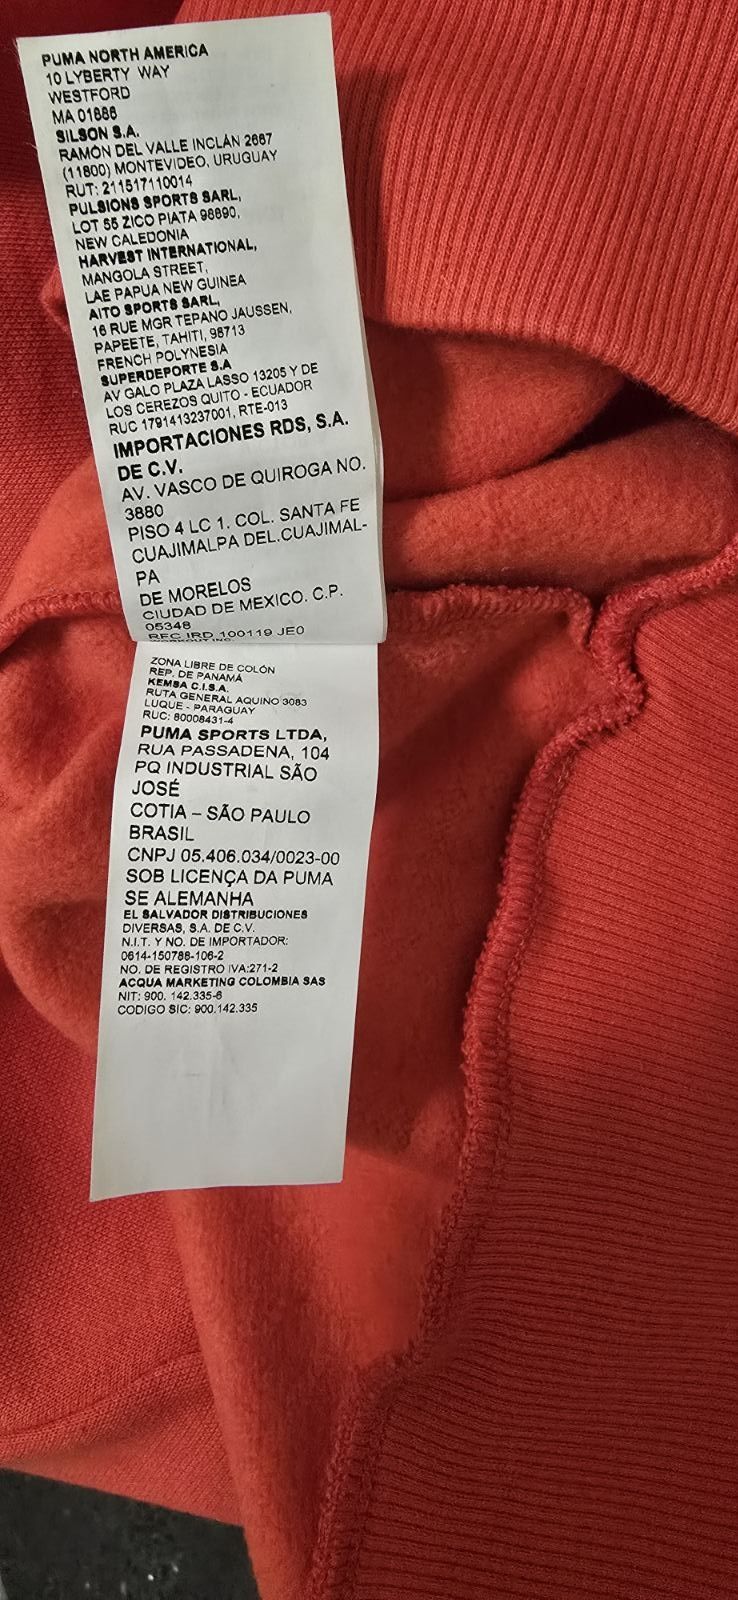 PUMA NORTH AMERICA
10 LYBERTY WAY
WESTFORD
MA 01886
SILSON S.A.
RAMÓN DEL VALLE INCLÁN 2667
(11800) MONTEVIDEO, URUGUAY
RUT: 211517110014
PULSIONS SPORTS SARL,
LOT 55 ZICO PIATA 98890,
NEW CALEDONIA
HARVEST INTERNATIONAL,
MANGOLA STREET,
LAE PAPUA NEW GUINEA
AITO SPORTS SARL,
16 RUE MGR TEPANO JAUSSEN,
PAPEETE, TAHITI, 98713
FRENCH POLYNESIA
SUPERDEPORTE S.A
AV GALO PLAZA LASSO 13205 Y DE
LOS CEREZOS QUITO - ECUADOR
RUC 1791413237001, RTE-013
IMPORTACIONES RDS, S.A.
DE C.V.
AV. VASCO DE QUIROGA NO.
3880
PISO 4 LC 1. COL. SANTA FE
CUAJIMALPA DEL.CUAJIMAL-
PA
DE MORELOS
CIUDAD DE MEXICO. C.P.
05348
REC IRD 100119 JE0
ZONA LIBRE DE COLÓN
REP. DE PANAMÁ
KEMSA C.I.S.A.
RUTA GENERAL AQUINO 3083
LUQUE - PARAGUAY
RUC: 80008431-4
PUMA SPORTS LTDA,
RUA PASSADENA, 104
PQ INDUSTRIAL SÃO
JOSÉ
COTIA – SÃO PAULO
BRASIL
CNPJ 05.406.034/0023-00
SOB LICENÇA DA PUMA
SE ALEMANHA
EL SALVADOR DISTRIBUCIONES
DIVERSAS, S.A. DE C.V.
N.I.T. Y NO. DE IMPORTADOR:
0614-150786-106-2
NO. DE REGISTRO IVA:271-2
ACQUA MARKETING COLOMBIA SAS
NIT: 900. 142.335-6
CODIGO SIC: 900.142.335